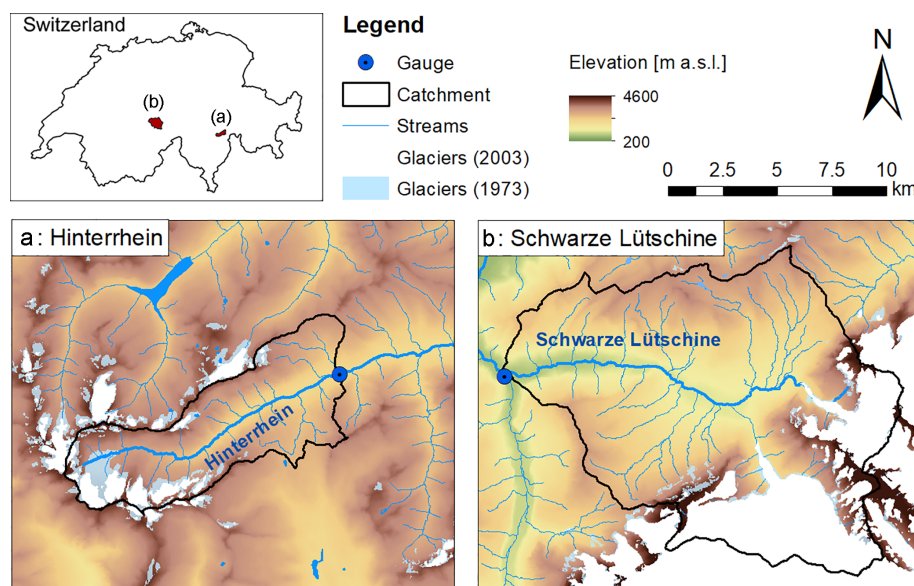 Switzerland
(b)
(a)
Legend
Gauge
Catchment
Streams
Glaciers (2003)
Glaciers (1973)
Elevation [m a.s.l.]
4600
200
N
0 2.5 5 7.5 10
km
a: Hinterrhein
Hinterrhein
b: Schwarze Lütschine
Schwarze Lütschine